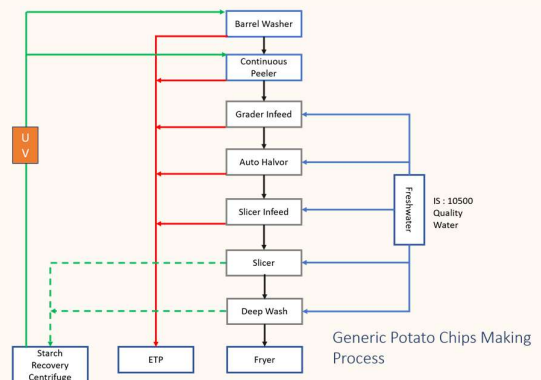 Barrel Washer
Continuous
Peeler
Grader Infeed
U
V
Auto Halvor
Freshwater
IS : 10500
Quality
Water
Slicer Infeed
Slicer
Deep Wash
Generic Potato Chips Making
Process
Starch
Recovery
Centrifuge
ETP
Fryer